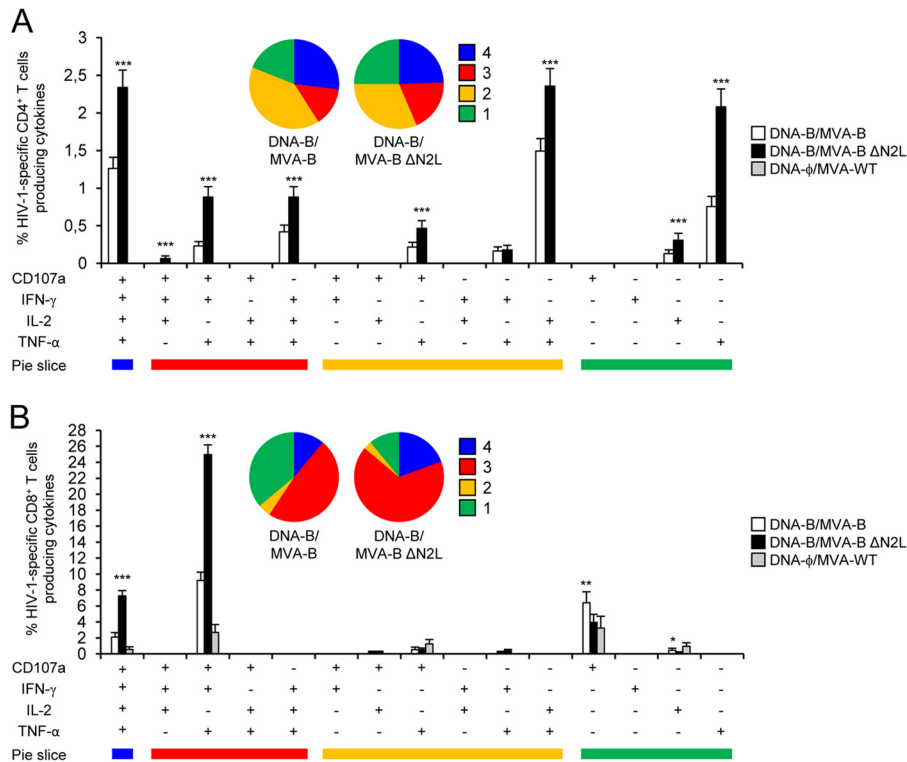 A
% HIV-1-specific CD4⁺ T cells
producing cytokines
3
2,5
2
1,5
1
0,5
0
*** *** *** *** *** *** *** ***
4
3
2
1
DNA-B/
MVA-B
DNA-B/
MVA-B ΔN2L
DNA-B/MVA-B
DNA-B/MVA-B ΔN2L
DNA-ϕ/MVA-WT
CD107a + + + + - + + + - - - + - - -
IFN-γ + + + - + + - - + + - - + - -
IL-2 + + - + + - + - + - + - - + -
TNF-α + - + + + - - + - + + - - - +
Pie slice
B
% HIV-1-specific CD8⁺ T cells
producing cytokines
28
26
24
22
20
18
16
14
12
10
8
6
4
2
0
*** *** ** *
4
3
2
1
DNA-B/
MVA-B
DNA-B/
MVA-B ΔN2L
DNA-B/MVA-B
DNA-B/MVA-B ΔN2L
DNA-ϕ/MVA-WT
CD107a + + + + - + + + - - - + - - -
IFN-γ + + + - + + - - + + - - + - -
IL-2 + + - + + - + - + - + - - + -
TNF-α + - + + + - - + - + + - - - +
Pie slice